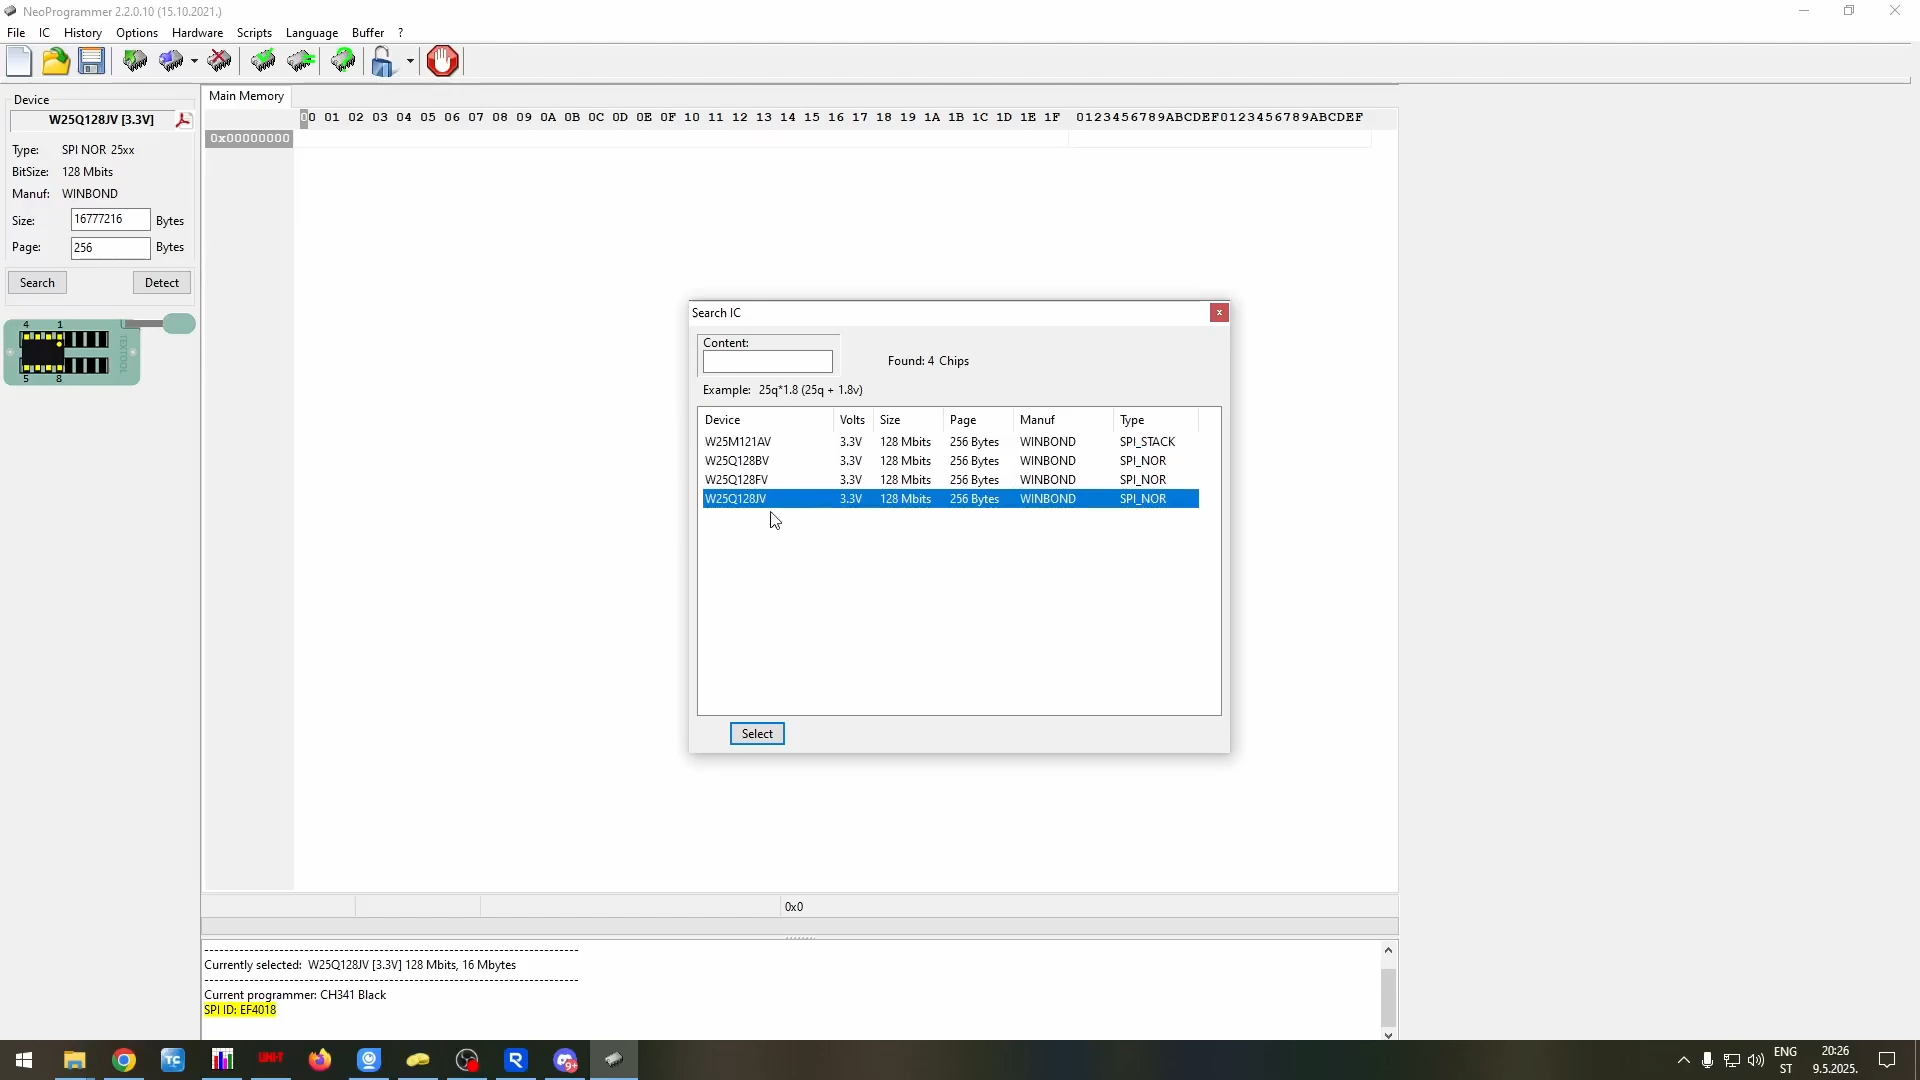 NeoProgrammer 2.2.0.10 (15.10.2021.)
File IC History Options Hardware Scripts Language Buffer ?
Device
W25Q128JV [3.3V]
Type: SPI NOR 25xx
BitSize: 128 Mbits
Manuf: WINBOND
Size: 16777216 Bytes
Page: 256 Bytes
Search Detect
4 1
TEXTOOL
5 8
Main Memory
00 01 02 03 04 05 06 07 08 09 0A 0B 0C 0D 0E 0F 10 11 12 13 14 15 16 17 18 19 1A 1B 1C 1D 1E 1F 0123456789ABCDEF0123456789ABCDEF
0x00000000
Search IC
Content:
Found: 4 Chips
Example: 25q*1.8 (25q + 1.8v)
Device Volts Size Page Manuf Type
W25M121AV 3.3V 128 Mbits 256 Bytes WINBOND SPI_STACK
W25Q128BV 3.3V 128 Mbits 256 Bytes WINBOND SPI_NOR
W25Q128FV 3.3V 128 Mbits 256 Bytes WINBOND SPI_NOR
W25Q128JV 3.3V 128 Mbits 256 Bytes WINBOND SPI_NOR
Select
0x0
Currently selected: W25Q128JV [3.3V] 128 Mbits, 16 Mbytes
Current programmer: CH341 Black
SPI ID: EF4018
TC
UNI-T
R
9+
ENG
ST
20:26
9.5.2025.